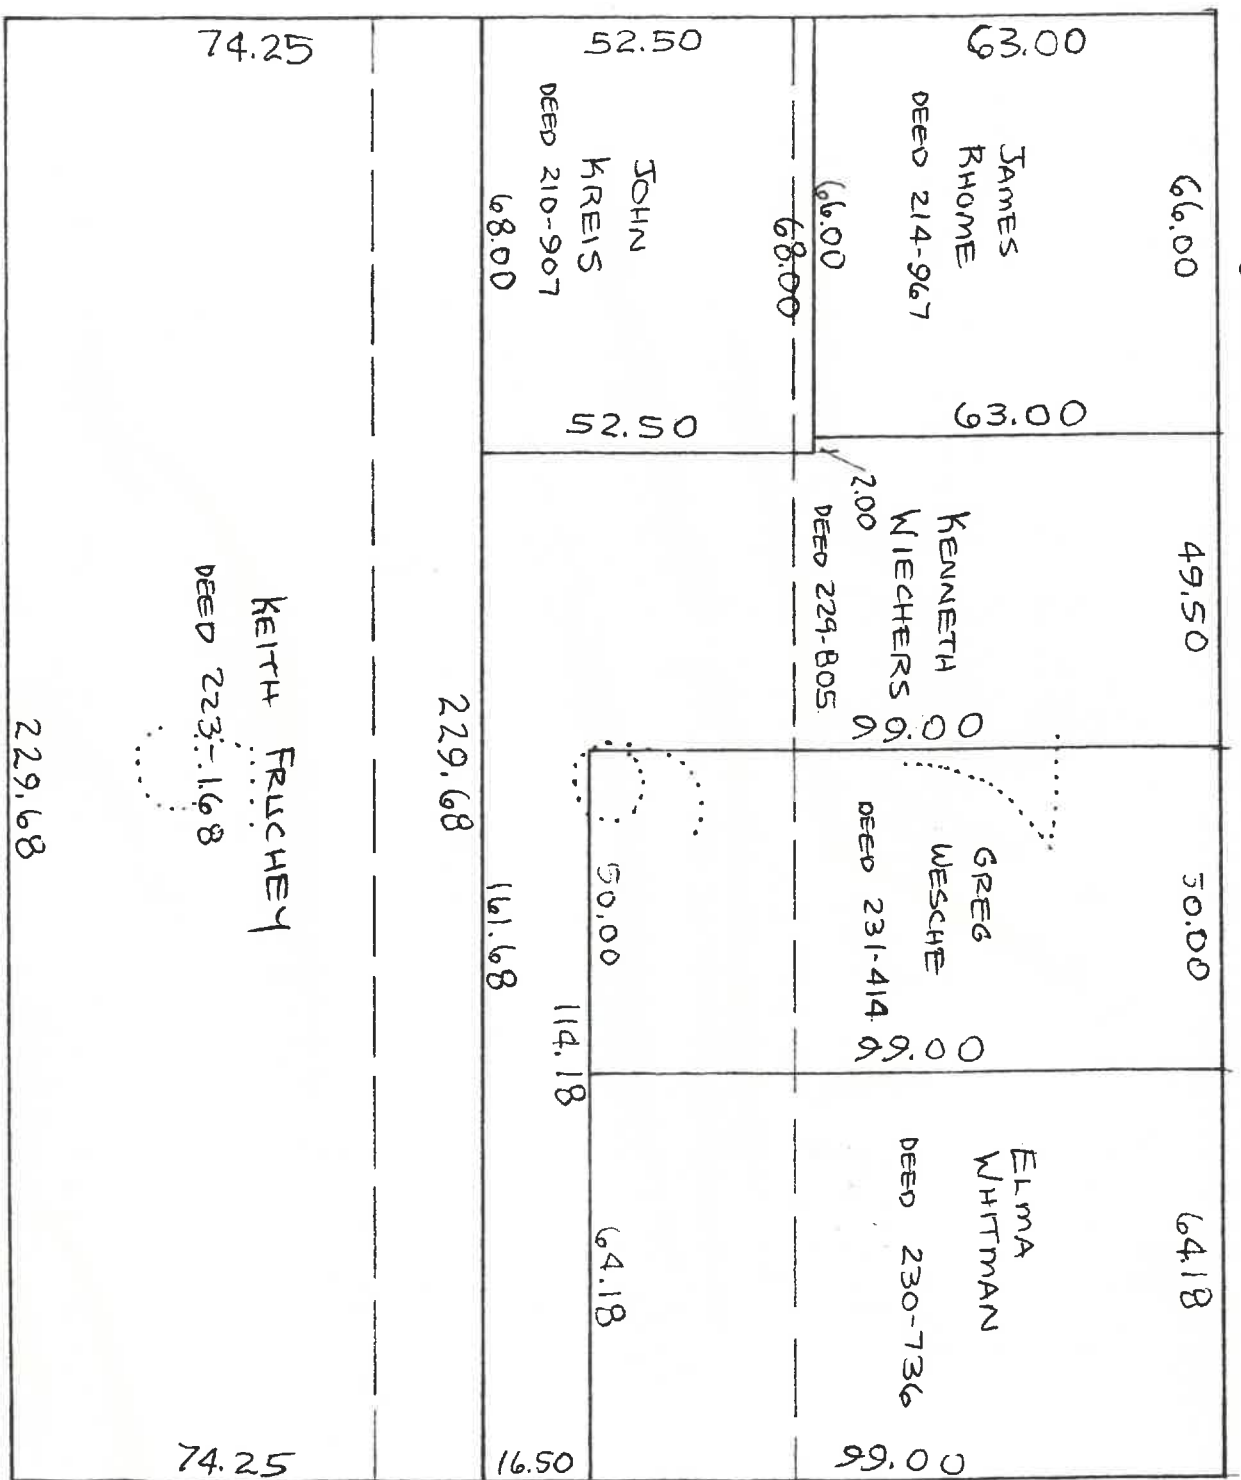 74.25
52.50
63.00
JAMES
RHOME
DEED 214-967
66.00
66.00
63.00
JOHN
KREIS
DEED 210-907
68.00
68.00
52.50
2.00
KENNETH
WIECHERS
DEED 229-805
49.50
99.00
GREG
WESCHE
DEED 231-414
50.00
50.00
99.00
ELMA
WHITMAN
DEED 230-736
64.18
64.18
99.00
114.18
161.68
16.50
229.68
KEITH FRUCHEY
DEED 223-168
229.68
74.25